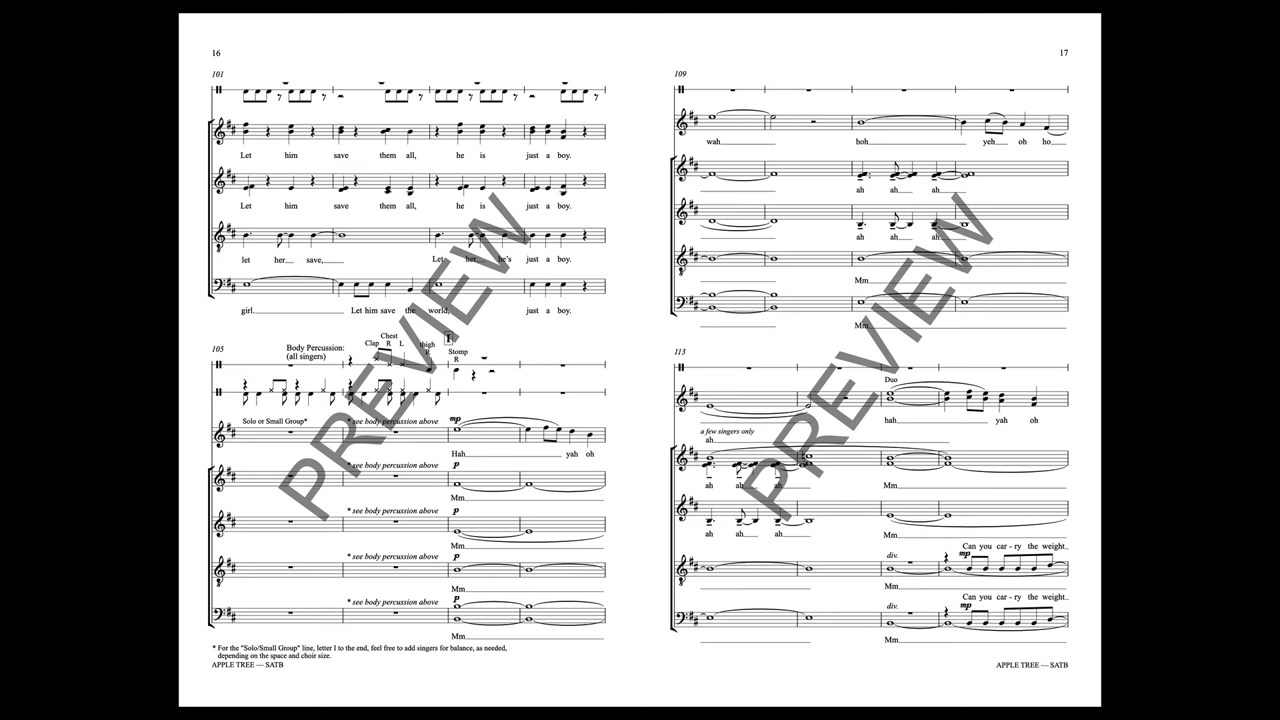 16
101
Let him save them all, he is just a boy.
Let him save them all, he is just a boy.
let her save, Let her he's just a boy.
girl. Let him save the world, just a boy.
105
Body Percussion:
(all singers)
Clap Chest R L thigh R
I
Stomp R
Solo or Small Group*
* see body percussion above
mp
Hah yah oh
* see body percussion above
p
Mm
* see body percussion above
p
Mm
* see body percussion above
p
Mm
* see body percussion above
p
Mm
* For the "Solo/Small Group" line, letter I to the end, feel free to add singers for balance, as needed,
depending on the space and choir size.
APPLE TREE — SATB
17
109
wah hoh yeh oh ho
ah ah ah
ah ah ah
Mm
Mm
113
Duo
hah yah oh
a few singers only
ah
ah ah ah Mm
ah ah ah Mm
div. mp
Can you car - ry the weight
Mm
div. mp
Can you car - ry the weight
Mm
APPLE TREE — SATB
PREVIEW
PREVIEW